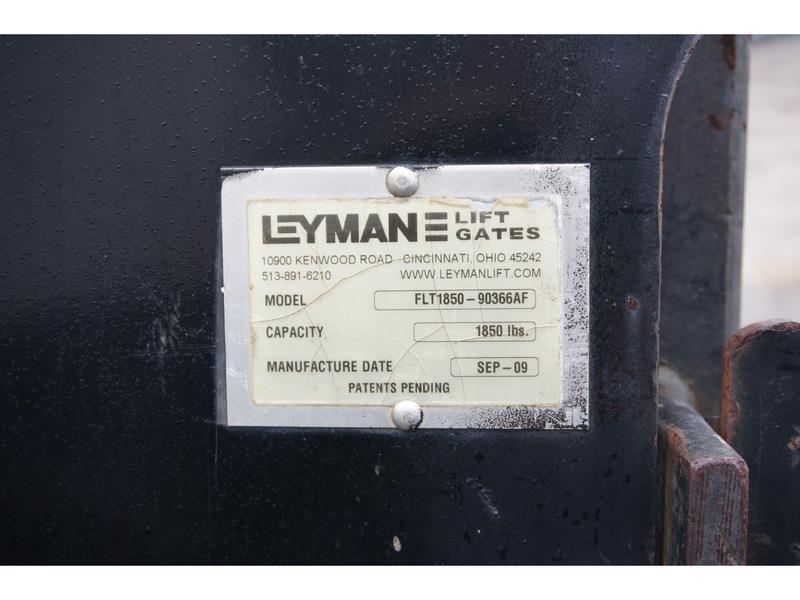 LEYMAN LIFT GATES
10900 KENWOOD ROAD CINCINNATI, OHIO 45242
513-891-6210 WWW.LEYMANLIFT.COM
MODEL FLT1850-90366AF
CAPACITY 1850 lbs.
MANUFACTURE DATE SEP-09
PATENTS PENDING